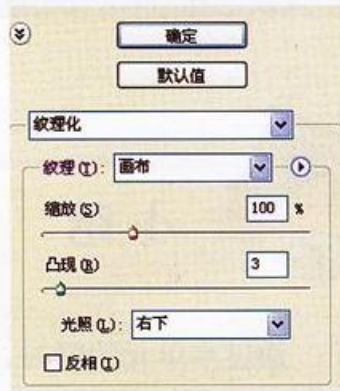 确定
默认值
纹理化
纹理(T): 画布
缩放(S) 100 %
凸现(R) 3
光照(L): 右下
反相(I)